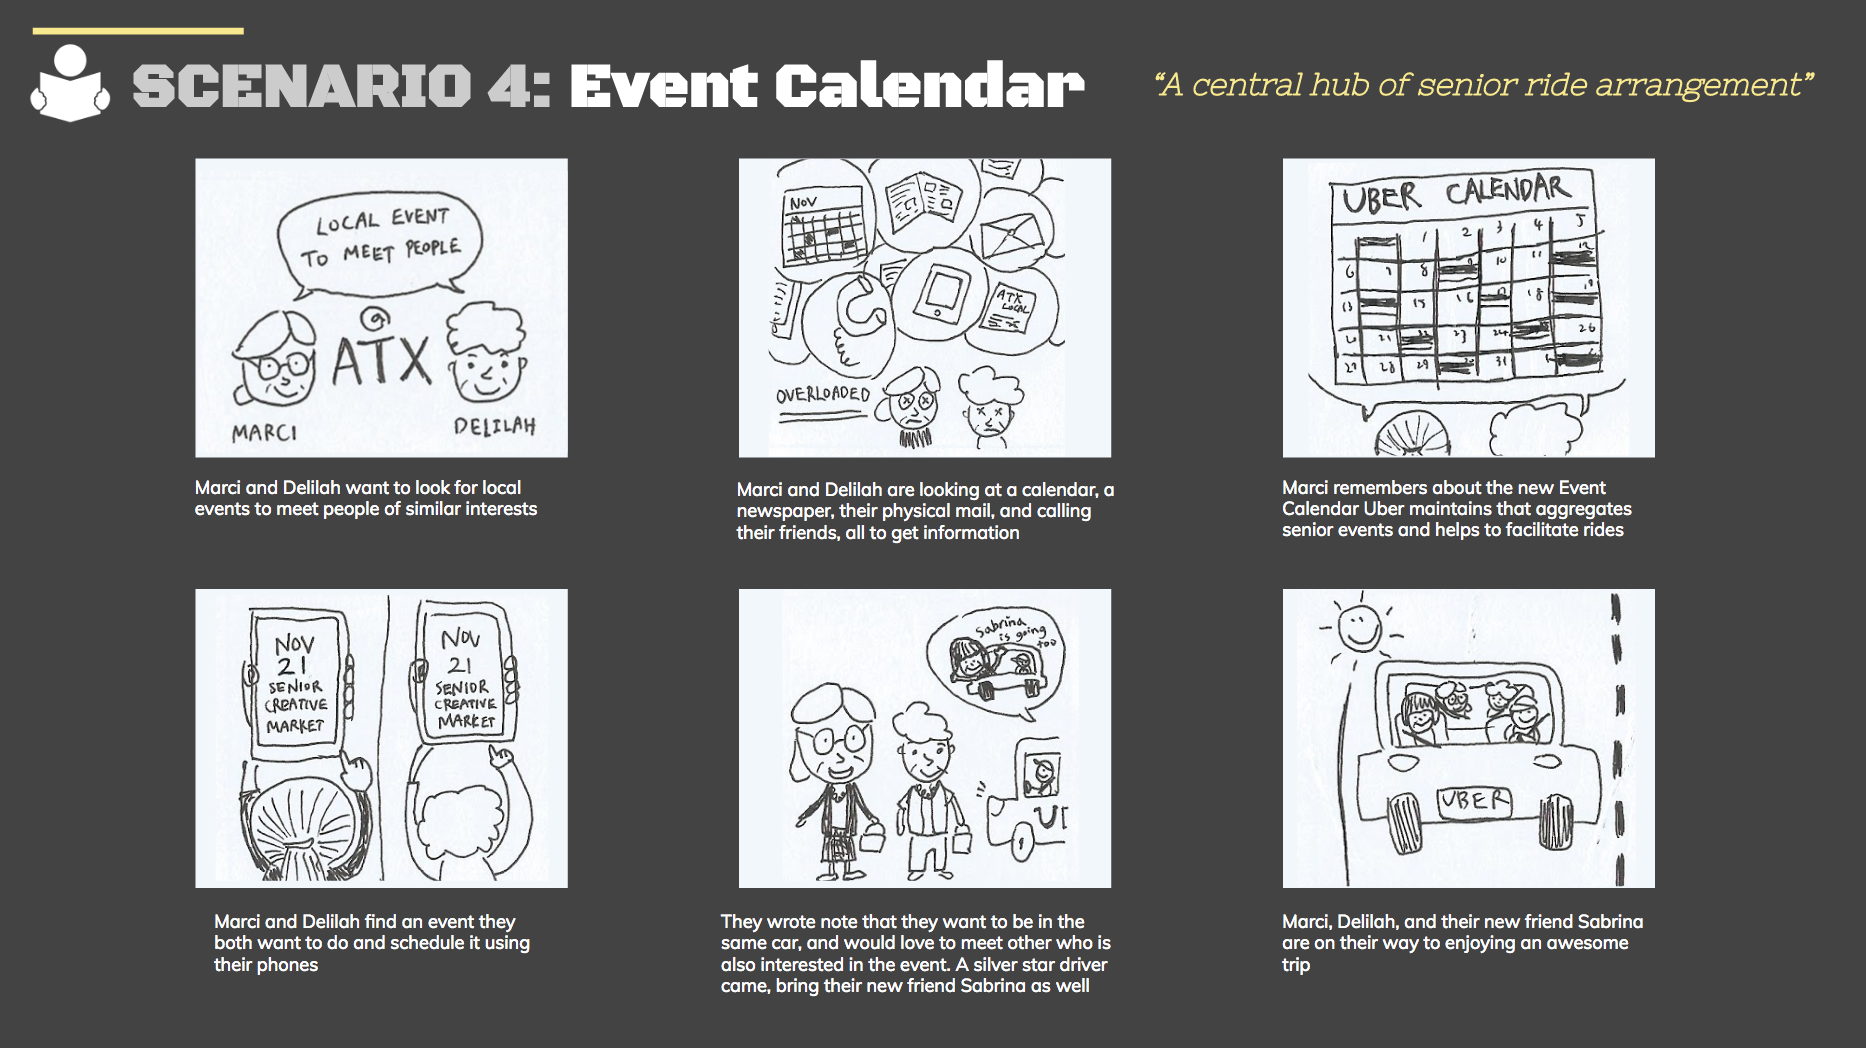 SCENARIO 4: Event Calendar
“A central hub of senior ride arrangement”
LOCAL EVENT
TO MEET PEOPLE
@
ATX
MARCI
DELILAH
Marci and Delilah want to look for local
events to meet people of similar interests
NOV
ATX
LOCAL
OVERLOADED
Marci and Delilah are looking at a calendar, a
newspaper, their physical mail, and calling
their friends, all to get information
UBER CALENDAR
1 2 3 4 5
6 7 8 9 10 11 12
13 15 16 17 18 19
20 21 22 23 24 26
27 28 29 30 31
Marci remembers about the new Event
Calendar Uber maintains that aggregates
senior events and helps to facilitate rides
NOV
21
SENIOR
CREATIVE
MARKET
NOV
21
SENIOR
CREATIVE
MARKET
Marci and Delilah find an event they
both want to do and schedule it using
their phones
Sabrina
is going
too
U
They wrote note that they want to be in the
same car, and would love to meet other who is
also interested in the event. A silver star driver
came, bring their new friend Sabrina as well
UBER
Marci, Delilah, and their new friend Sabrina
are on their way to enjoying an awesome
trip